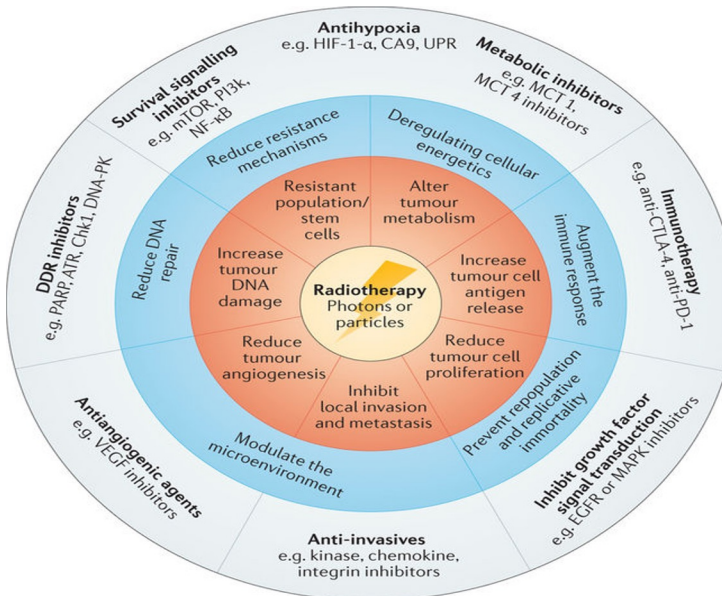 Antihypoxia
e.g. HIF-1-α, CA9, UPR
Metabolic inhibitors
e.g. MCT 1,
MCT 4 inhibitors
Immunotherapy
e.g. anti-CTLA-4, anti-PD-1
Inhibit growth factor
signal transduction
e.g. EGFR or MAPK inhibitors
Anti-invasives
e.g. kinase, chemokine,
integrin inhibitors
Antiangiogenic agents
e.g. VEGF inhibitors
DDR inhibitors
e.g. PARP, ATR, Chk1, DNA-PK
Survival signalling
inhibitors
e.g. mTOR, PI3k,
NF-κB
Reduce resistance
mechanisms
Deregulating cellular
energetics
Augment the
immune response
Prevent repopulation
and replicative
immortality
Modulate the
microenvironment
Reduce DNA
repair
Resistant
population/
stem
cells
Alter
tumour
metabolism
Increase
tumour cell
antigen
release
Reduce
tumour cell
proliferation
Inhibit
local invasion
and metastasis
Reduce
tumour
angiogenesis
Increase
tumour
DNA
damage
Radiotherapy
Photons or
particles